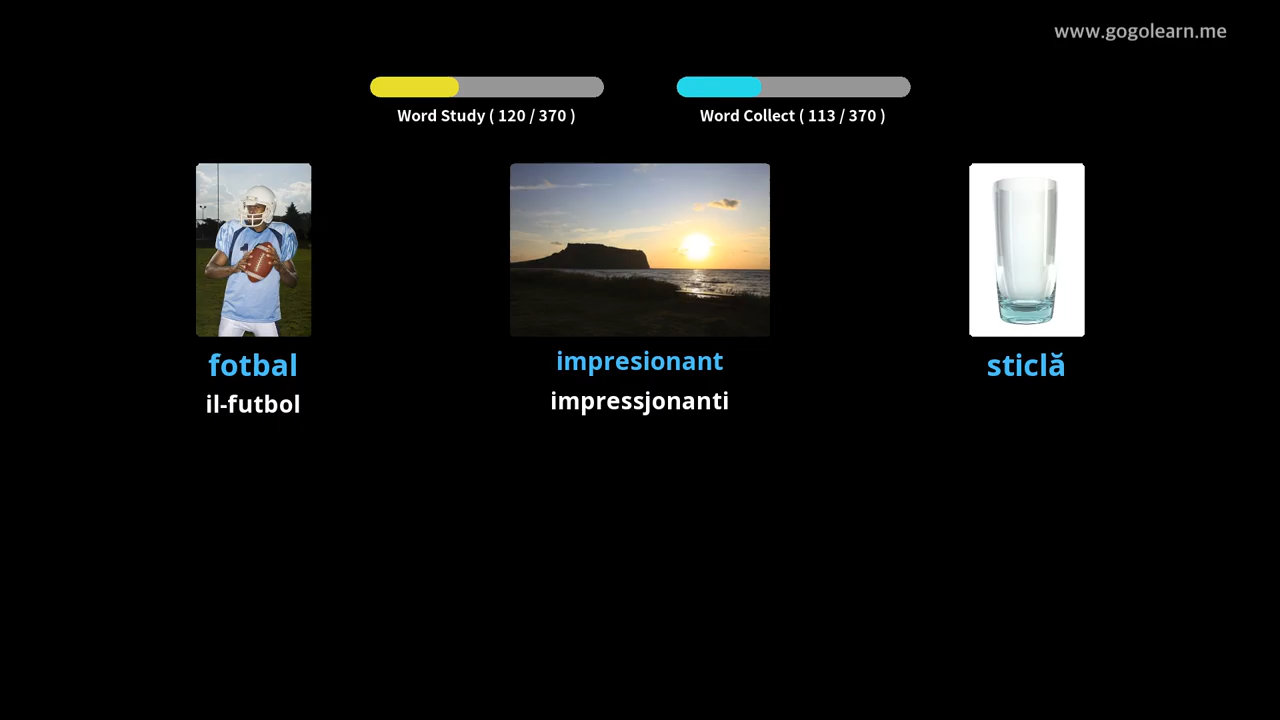 www.gogolearn.me
Word Study ( 120 / 370 )
Word Collect ( 113 / 370 )
fotbal
il-futbol
impresionant
impressjonanti
sticlă